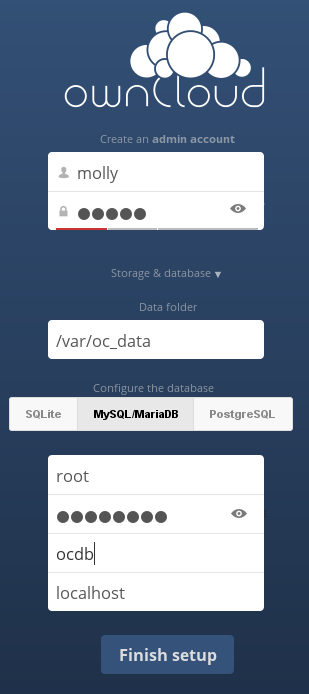 ownCloud
Create an admin account
molly
●●●●●
Storage & database ▼
Data folder
/var/oc_data
Configure the database
SQLite MySQL/MariaDB PostgreSQL
root
●●●●●●●●
ocdb
localhost
Finish setup